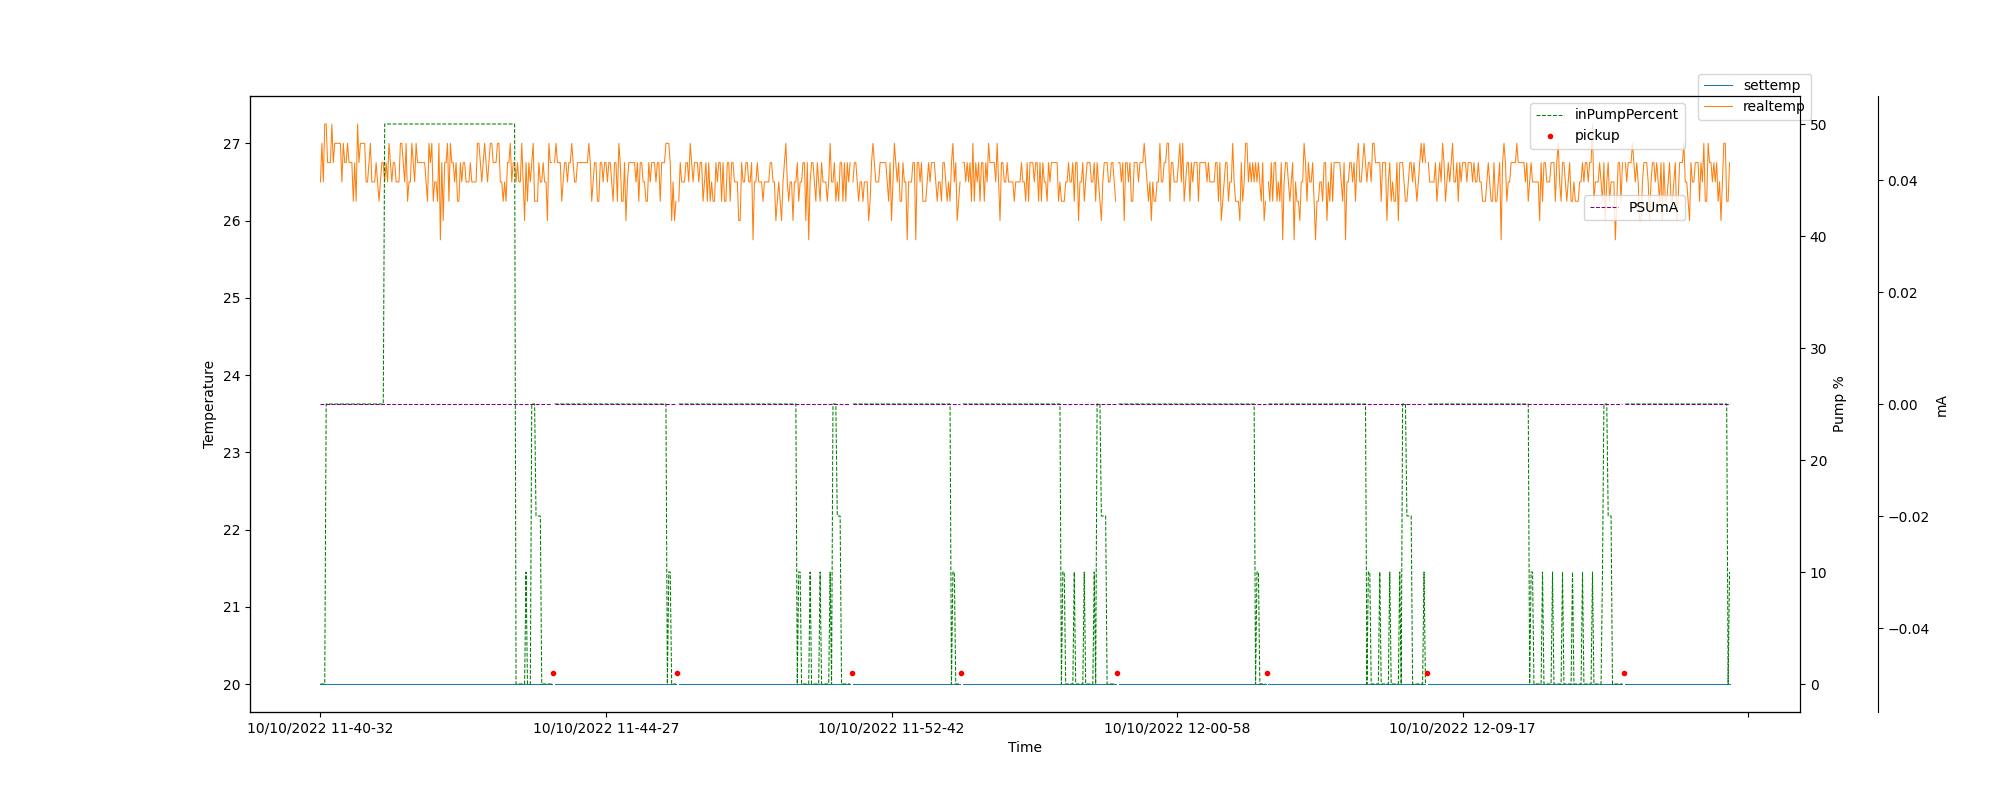 settemp
realtemp
inPumpPercent
pickup
PSUmA
27
26
25
24
23
22
21
20
Temperature
50
40
30
20
10
0
Pump %
0.04
0.02
0.00
−0.02
−0.04
mA
10/10/2022 11-40-32
10/10/2022 11-44-27
10/10/2022 11-52-42
10/10/2022 12-00-58
10/10/2022 12-09-17
Time